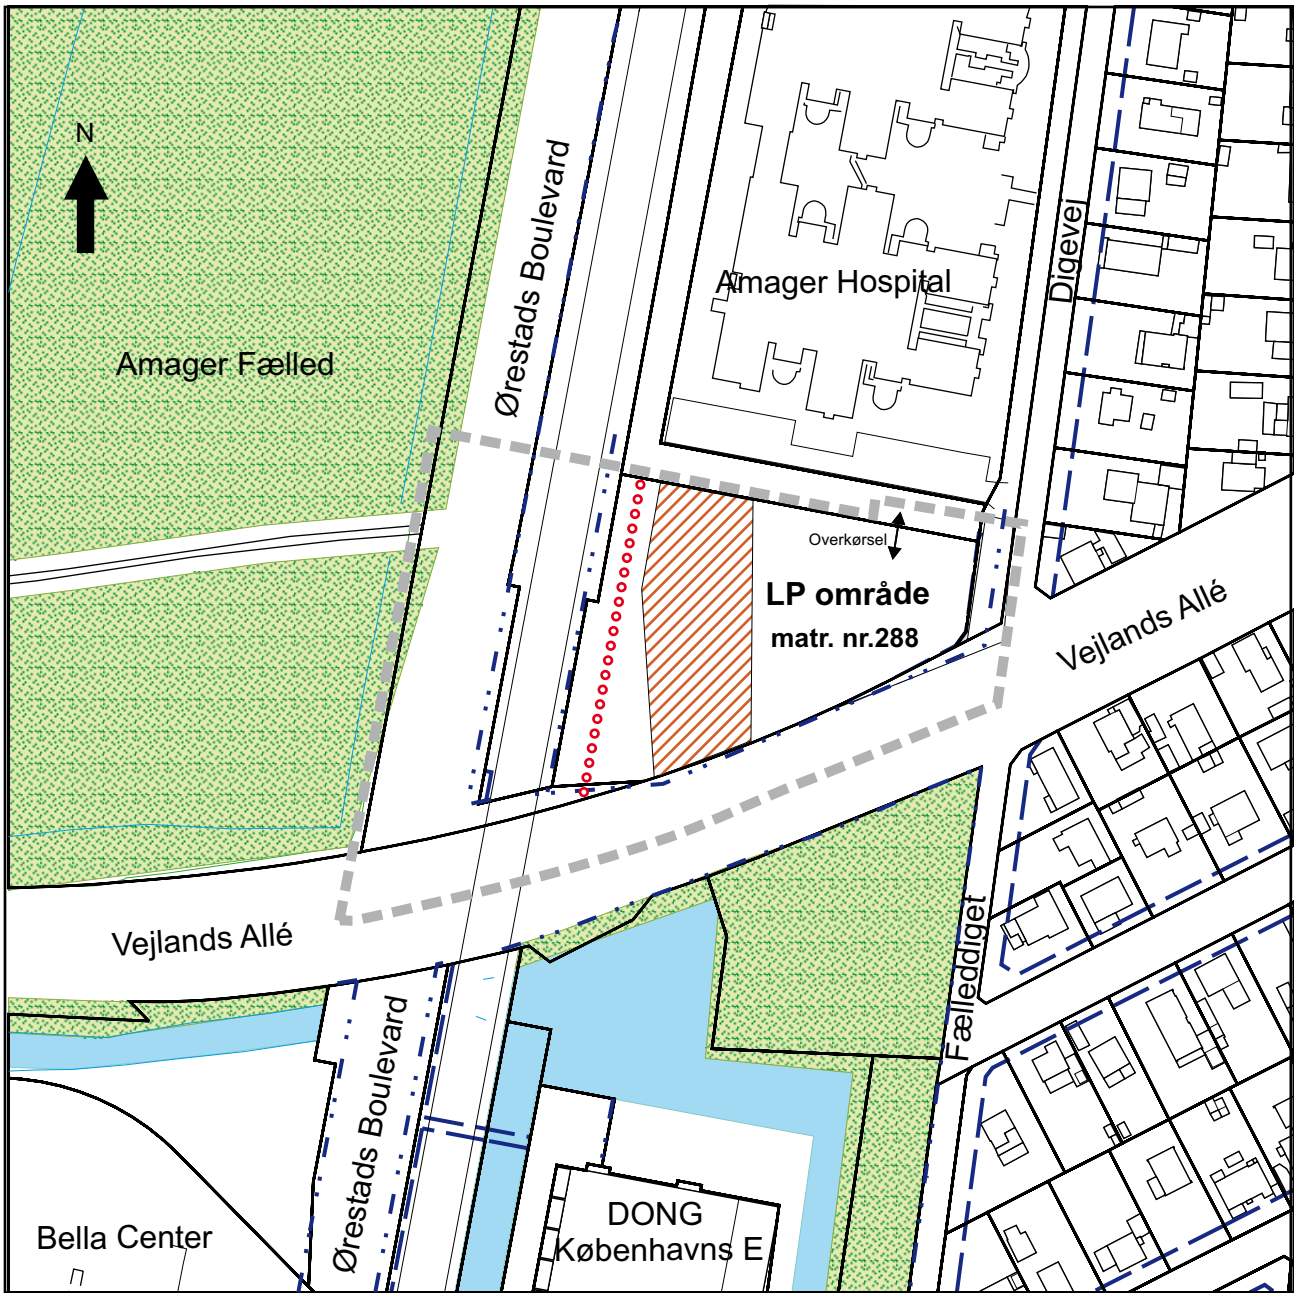 N
Ørestads Boulevard
Digevej
Amager Hospital
Amager Fælled
Overkørsel
LP område
matr. nr.288
Vejlands Allé
Vejlands Allé
Fælleddiget
Ørestads Boulevard
Bella Center
DONG
Københavns E